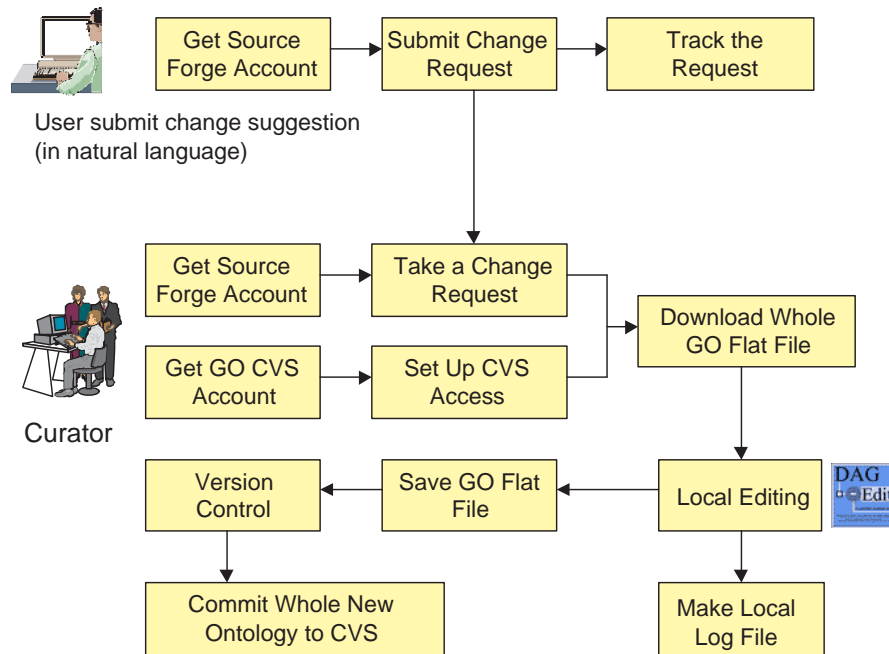 Get Source
Forge Account
Submit Change
Request
Track the
Request
User submit change suggestion
(in natural language)
Get Source
Forge Account
Take a Change
Request
Download Whole
GO Flat File
Get GO CVS
Account
Set Up CVS
Access
Curator
Version
Control
Save GO Flat
File
Local Editing
DAG
Edit
Commit Whole New
Ontology to CVS
Make Local
Log File